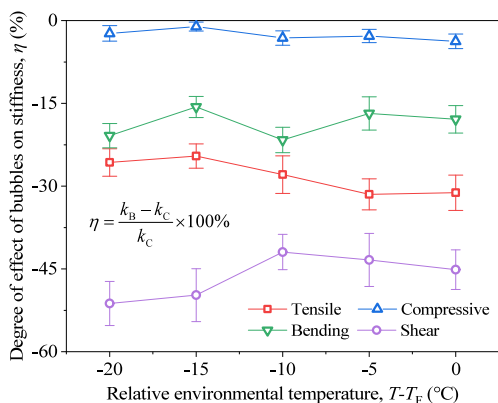 Degree of effect of bubbles on stiffness, η (%)
0
-15
-30
-45
-60
η = (k_B − k_C)/k_C ×100%
Tensile
Compressive
Bending
Shear
-20 -15 -10 -5 0
Relative environmental temperature, T-T_F (°C)